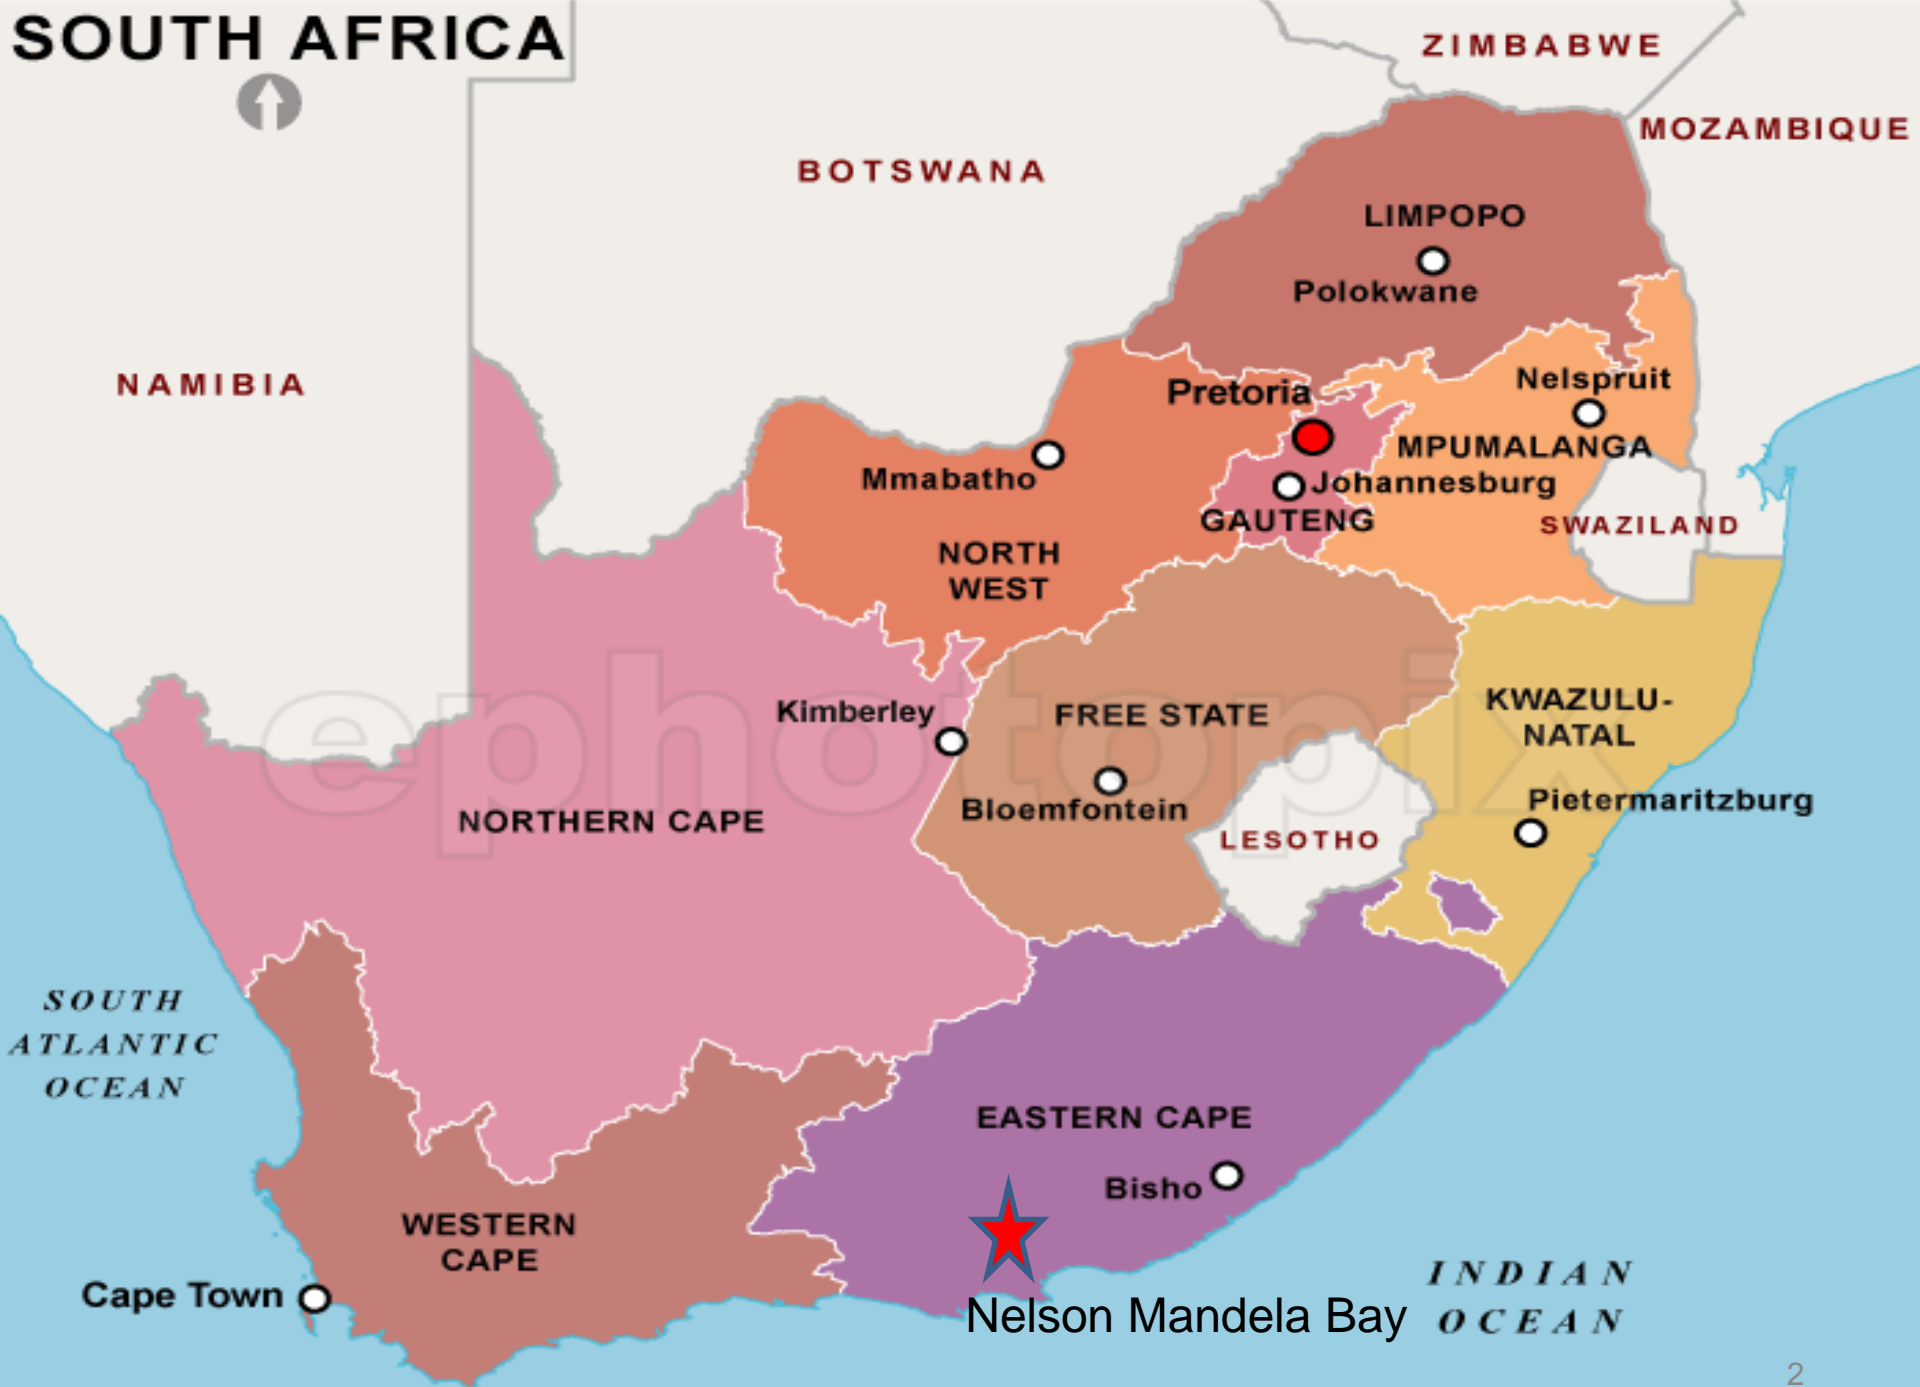 SOUTH AFRICA
ZIMBABWE
MOZAMBIQUE
BOTSWANA
LIMPOPO
Polokwane
NAMIBIA
Pretoria
Nelspruit
MPUMALANGA
Mmabatho
Johannesburg
GAUTENG
SWAZILAND
NORTH
WEST
ephotopix
Kimberley
FREE STATE
KWAZULU-
NATAL
Bloemfontein
Pietermaritzburg
NORTHERN CAPE
LESOTHO
SOUTH
ATLANTIC
OCEAN
EASTERN CAPE
Bisho
WESTERN
CAPE
Cape Town
Nelson Mandela Bay
INDIAN
OCEAN
2